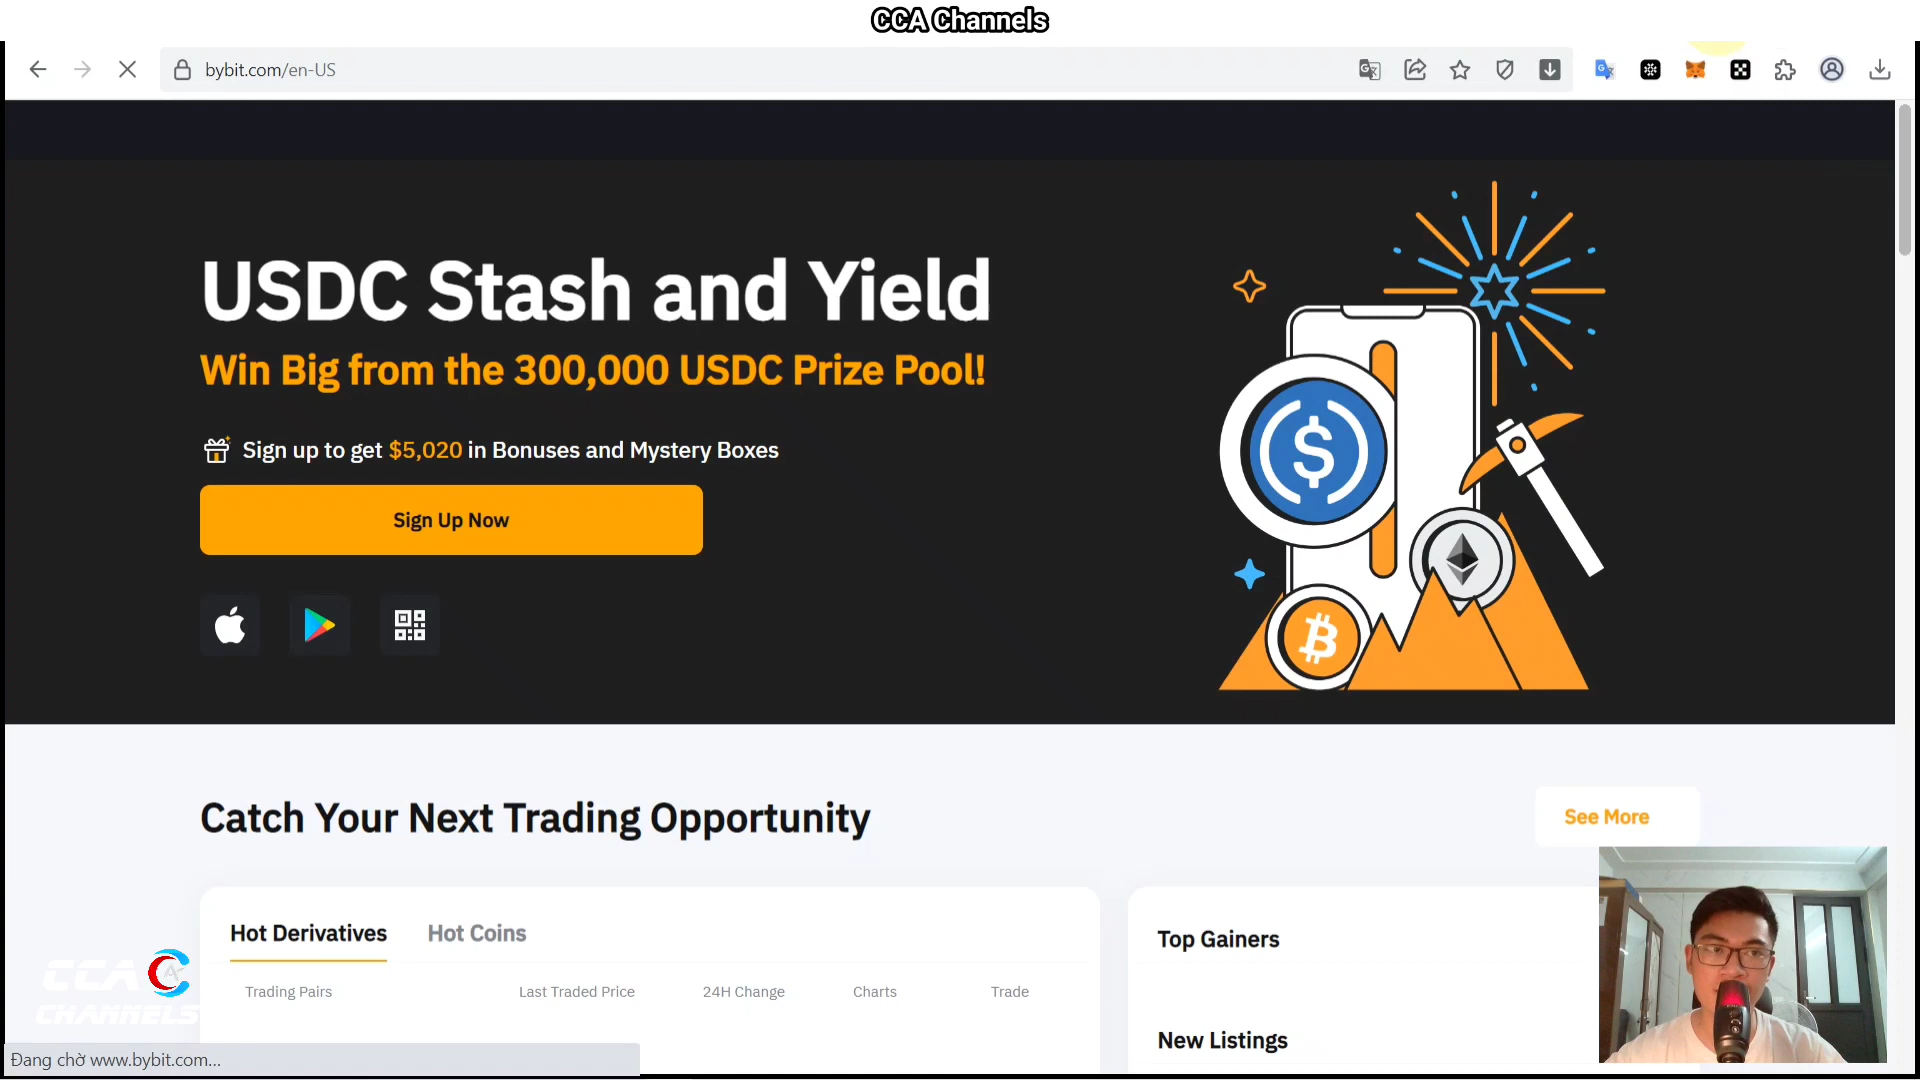 CCA Channels
bybit.com/en-US
USDC Stash and Yield
Win Big from the 300,000 USDC Prize Pool!
Sign up to get $5,020 in Bonuses and Mystery Boxes
Sign Up Now
Catch Your Next Trading Opportunity
See More
Hot Derivatives Hot Coins
Top Gainers
Trading Pairs Last Traded Price 24H Change Charts Trade
New Listings
CCA
CHANNELS
Đang chờ www.bybit.com...